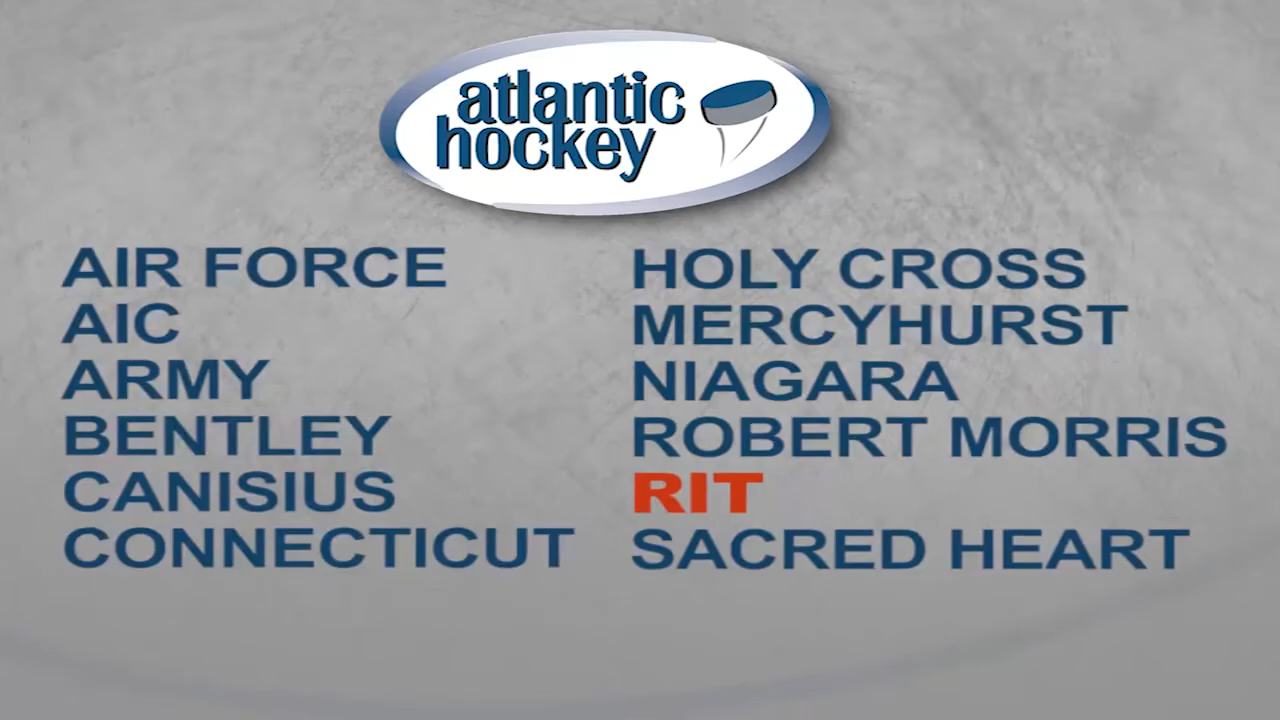 atlantic
hockey
AIR FORCE
AIC
ARMY
BENTLEY
CANISIUS
CONNECTICUT
HOLY CROSS
MERCYHURST
NIAGARA
ROBERT MORRIS
RIT
SACRED HEART